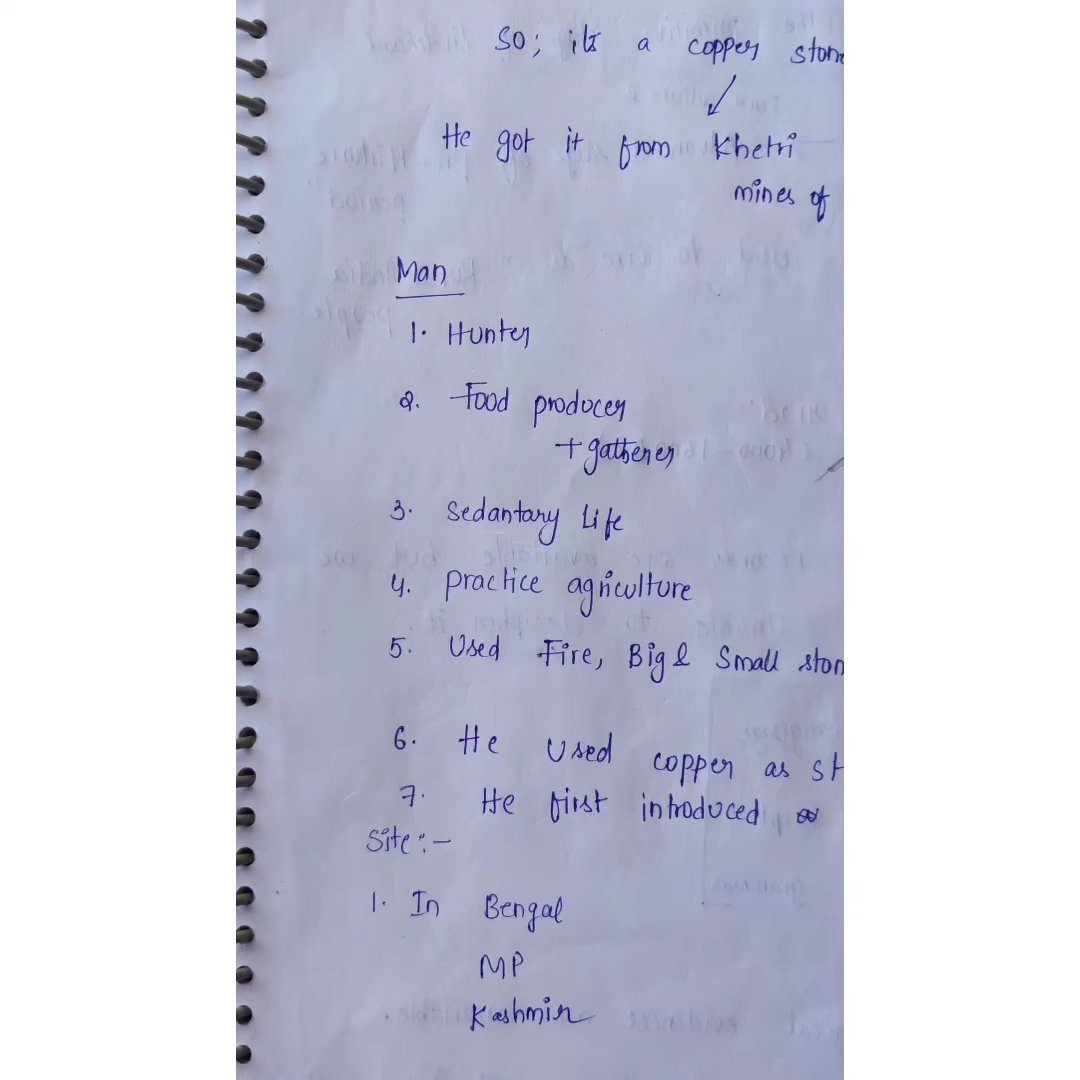 So; its a copper stone
He got it from Khetri
mines of
Man
1. Hunter
2. Food producer
+ gatherer
3. Sedantary Life
4. practice agriculture
5. Used Fire, Big & Small ston
6. He used copper as st
7. He first introduced
Site:-
1. In Bengal
MP
Kashmir